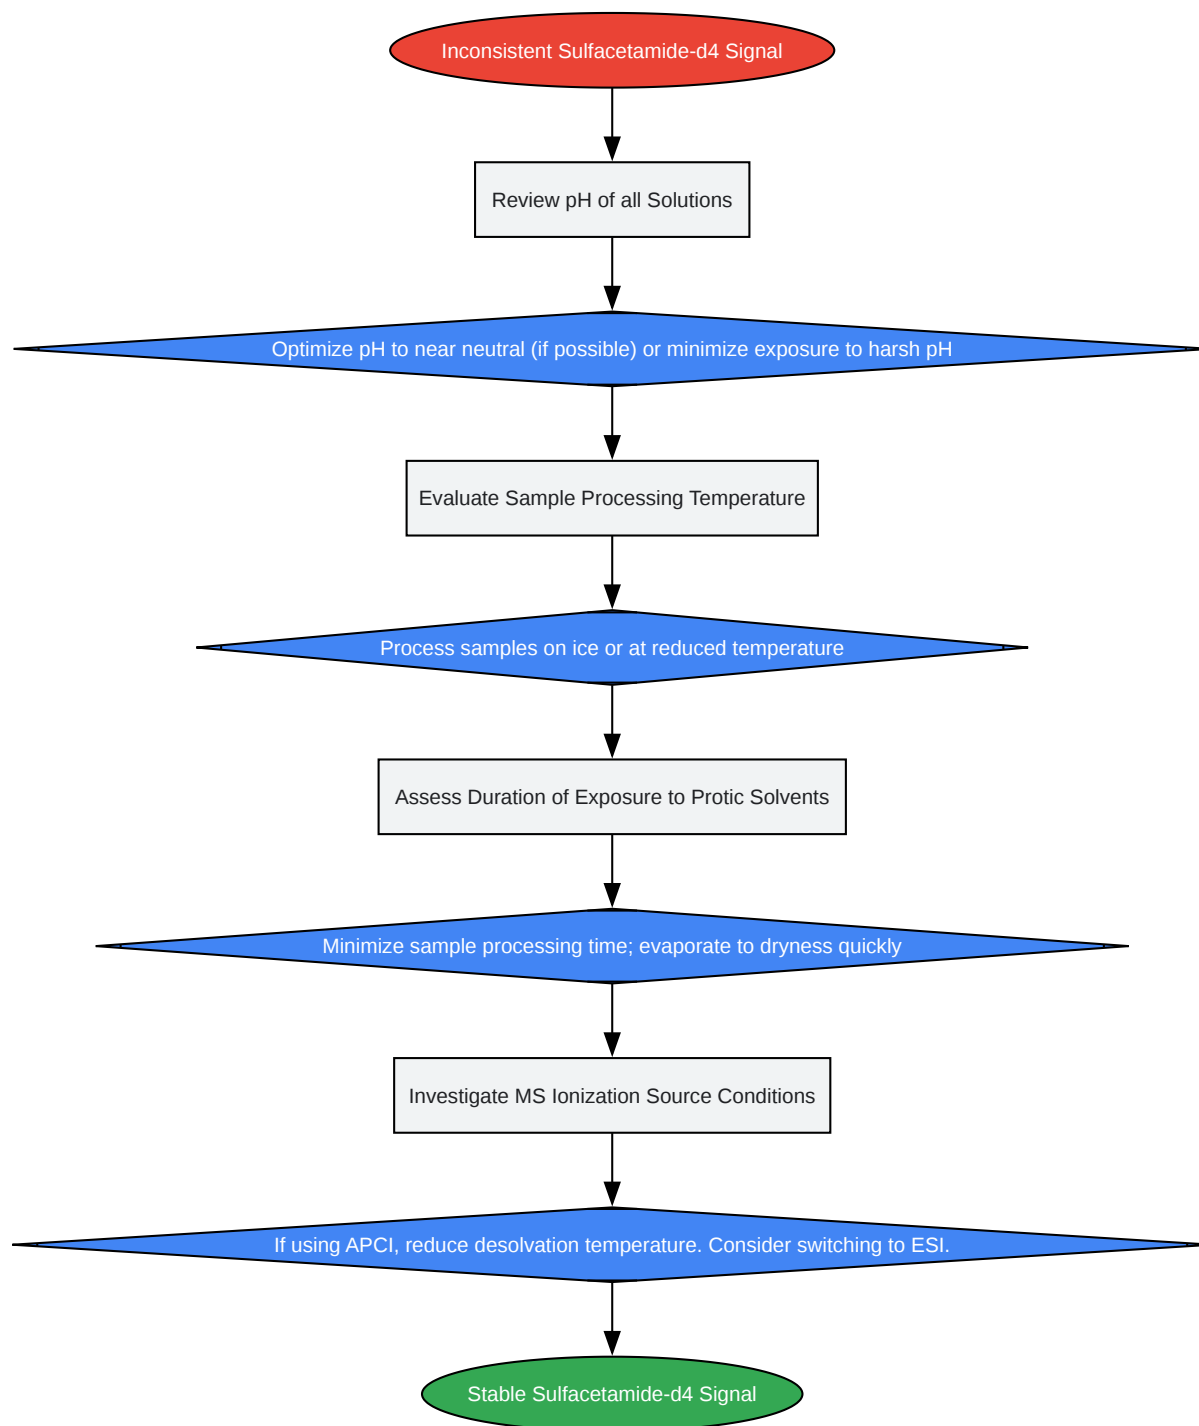 Inconsistent Sulfacetamide-d4 Signal
Review pH of all Solutions
Optimize pH to near neutral (if possible) or minimize exposure to harsh pH
Evaluate Sample Processing Temperature
Process samples on ice or at reduced temperature
Assess Duration of Exposure to Protic Solvents
Minimize sample processing time; evaporate to dryness quickly
Investigate MS Ionization Source Conditions
If using APCI, reduce desolvation temperature. Consider switching to ESI.
Stable Sulfacetamide-d4 Signal